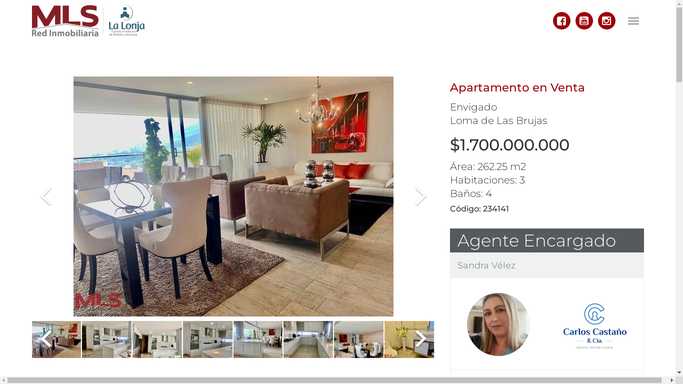 MLS
Red Inmobiliaria
La Lonja
Apartamento en Venta
Envigado
Loma de Las Brujas
$1.700.000.000
Área: 262.25 m2
Habitaciones: 3
Baños: 4
Código: 234141
MLS
Agente Encargado
Sandra Vélez
Carlos Castaño
& Cía.